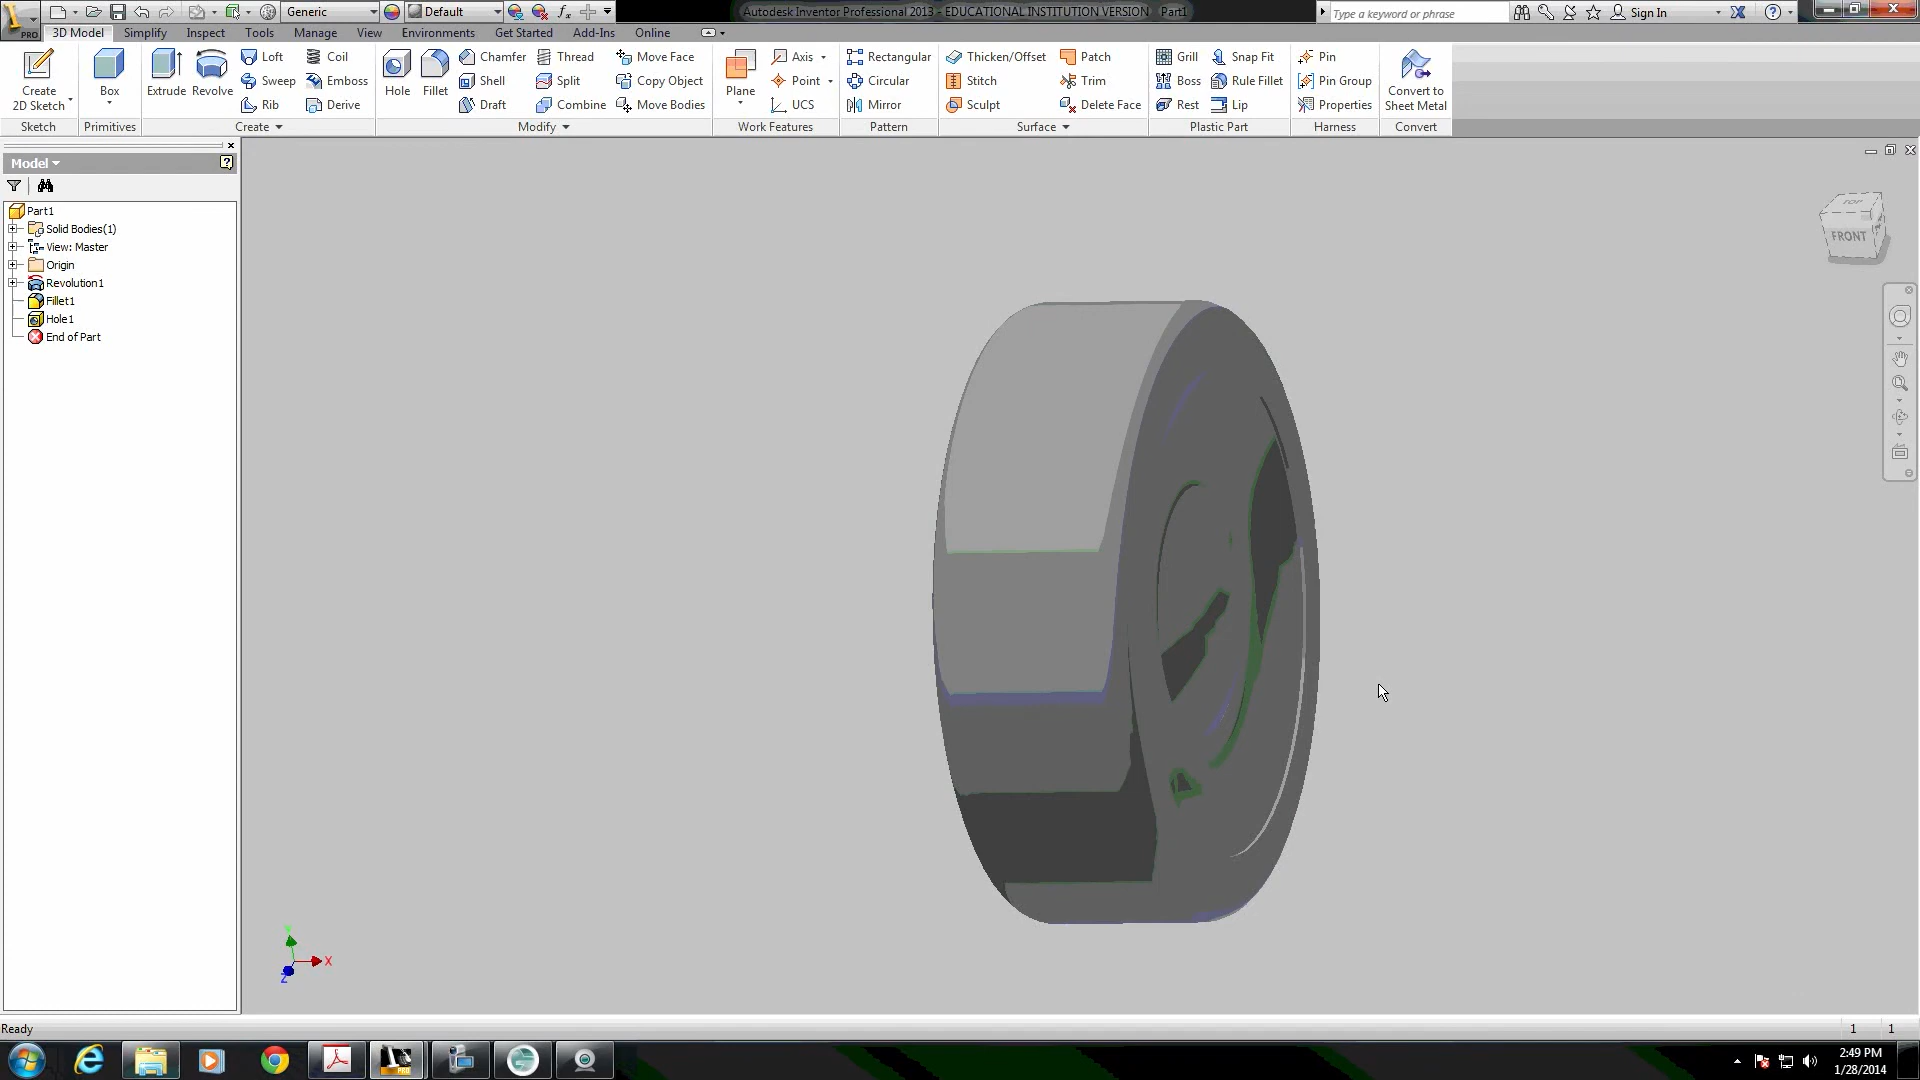 PRO Generic Default Autodesk Inventor Professional 2013 - EDUCATIONAL INSTITUTION VERSION Part1 Type a keyword or phrase Sign In
3D Model Simplify Inspect Tools Manage View Environments Get Started Add-Ins Online
Create 2D Sketch Box Extrude Revolve Loft Sweep Rib Coil Emboss Derive Hole Fillet Chamfer Shell Draft Thread Split Combine Move Face Copy Object Move Bodies Plane Axis Point UCS Rectangular Circular Mirror Thicken/Offset Stitch Sculpt Patch Trim Delete Face Grill Boss Rest Snap Fit Rule Fillet Lip Pin Pin Group Properties Convert to Sheet Metal
Sketch Primitives Create Modify Work Features Pattern Surface Plastic Part Harness Convert
Model
Part1
Solid Bodies(1)
View: Master
Origin
Revolution1
Fillet1
Hole1
End of Part
TOP
FRONT
X
Z
Ready 1 1
2:49 PM
1/28/2014